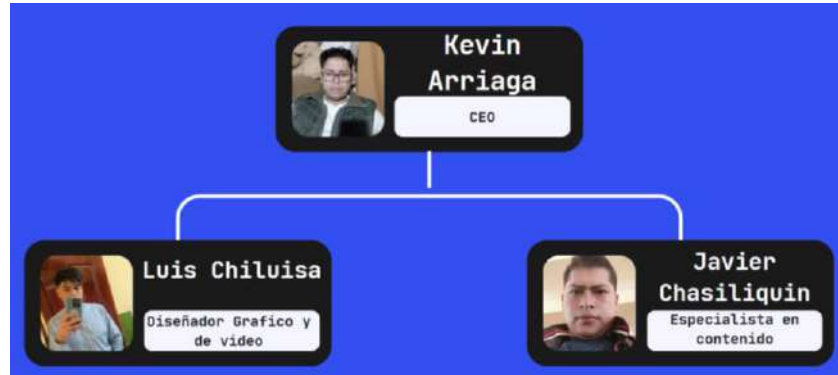 Kevin
Arriaga
CEO
Luis Chiluisa
Diseñador Grafico y
de video
Javier
Chasiliquin
Especialista en
contenido